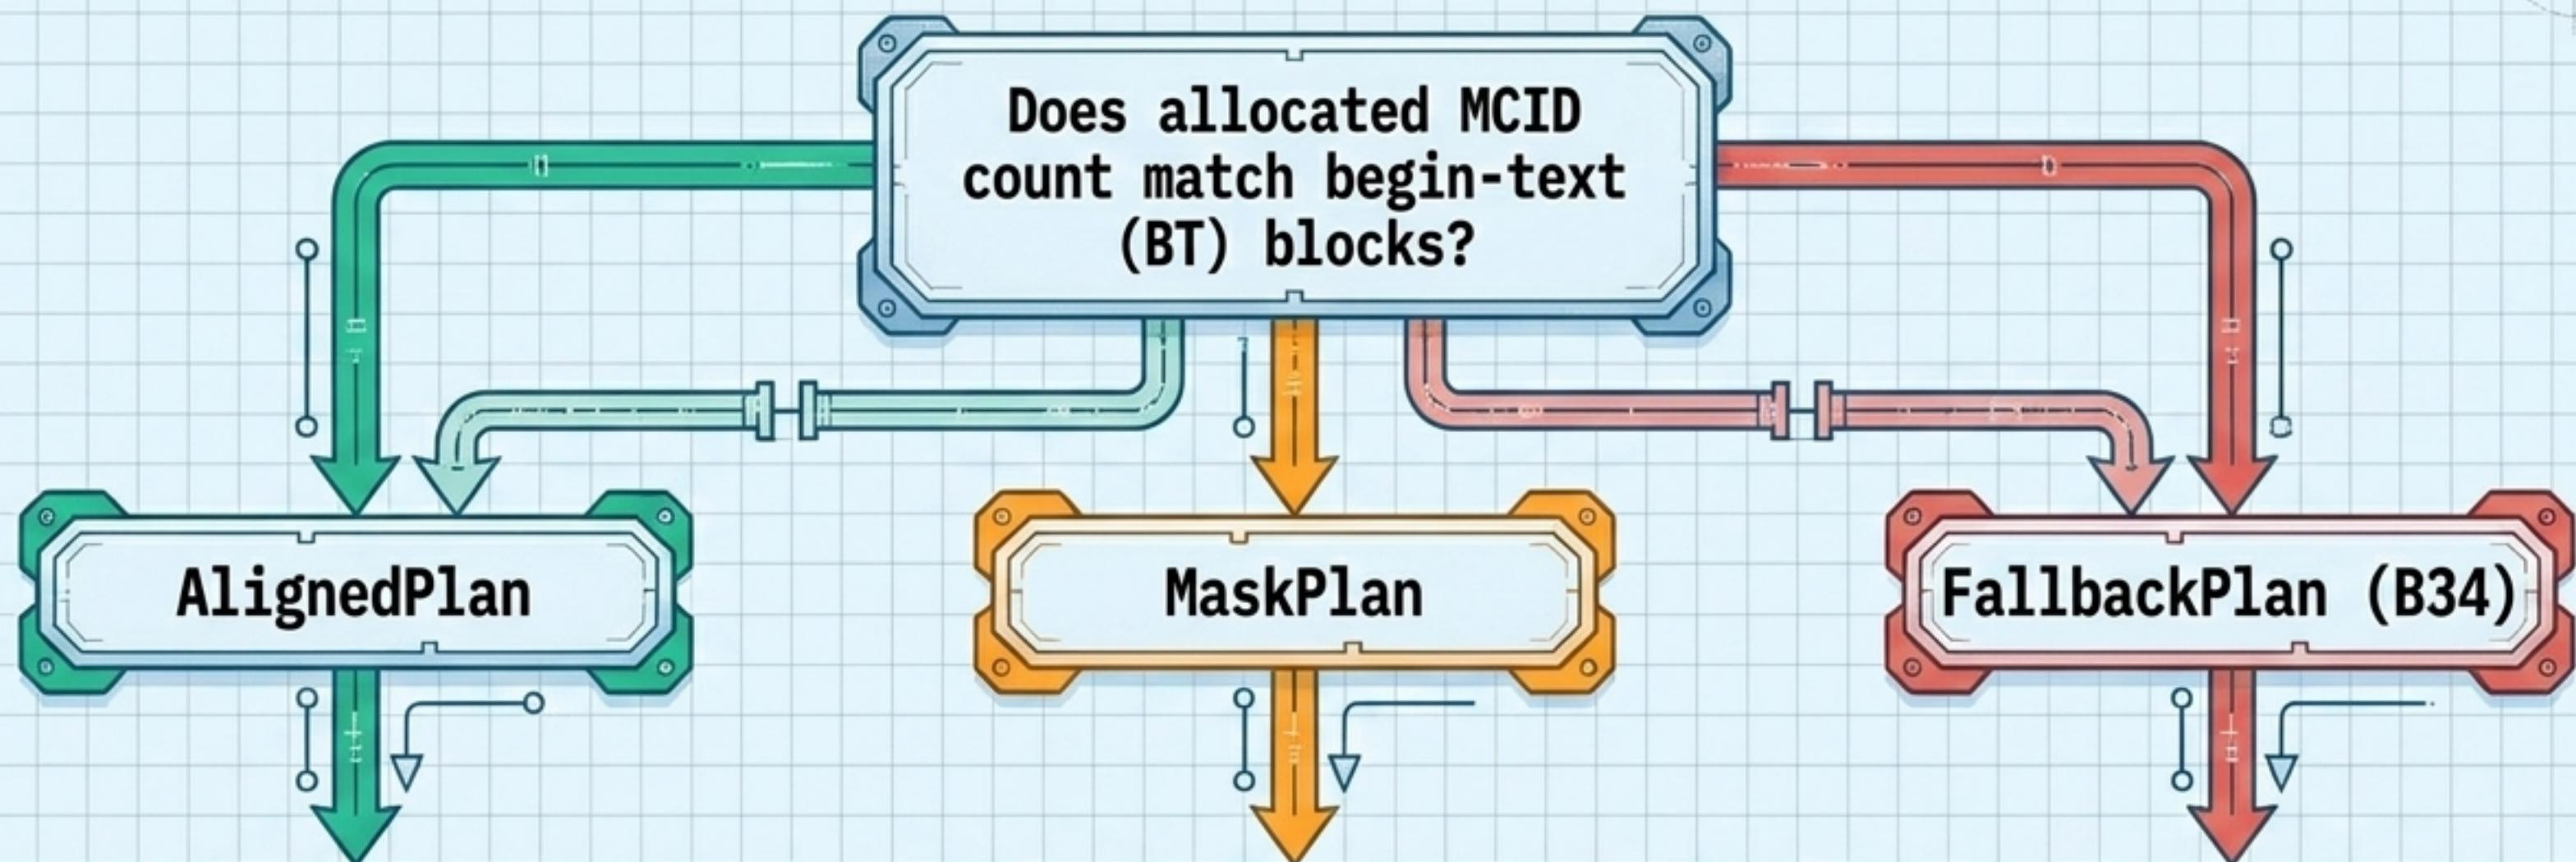 Does allocated MCID
count match begin-text
(BT) blocks?
AlignedPlan
MaskPlan
FallbackPlan (B34)